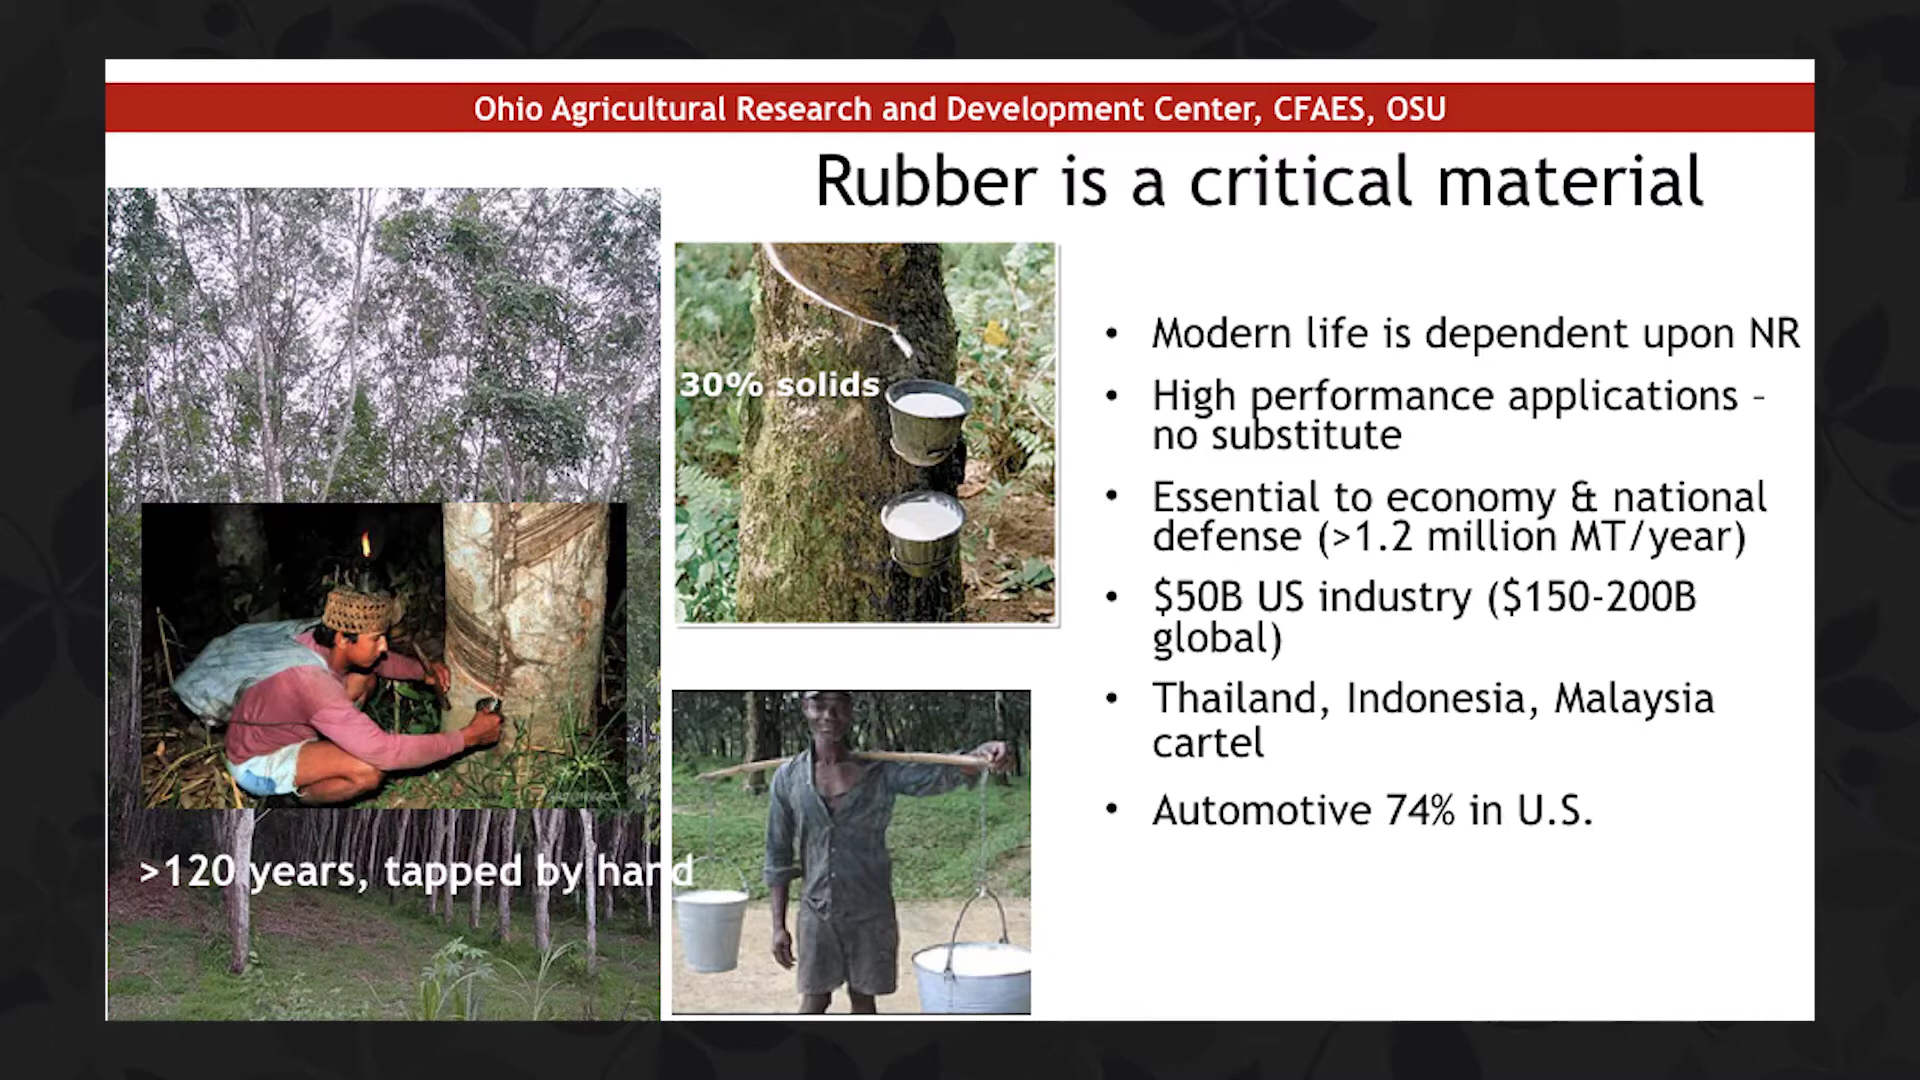 Ohio Agricultural Research and Development Center, CFAES, OSU
Rubber is a critical material
30% solids
>120 years, tapped by hand
• Modern life is dependent upon NR
• High performance applications –
no substitute
• Essential to economy & national
defense (>1.2 million MT/year)
• $50B US industry ($150-200B
global)
• Thailand, Indonesia, Malaysia
cartel
• Automotive 74% in U.S.